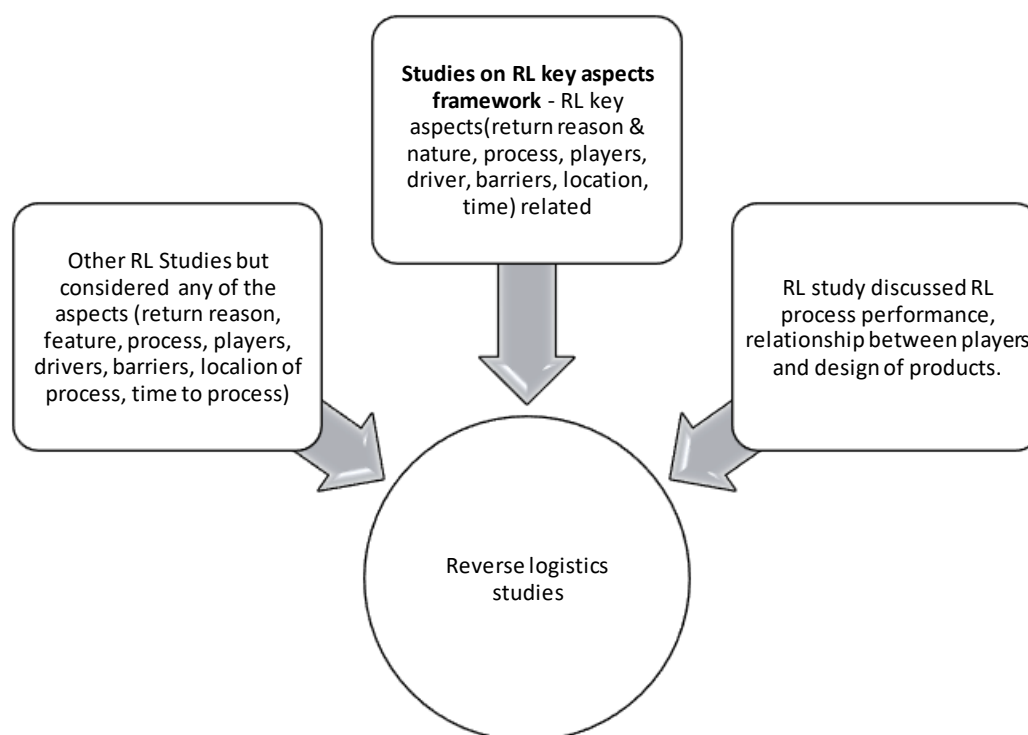 Studies on RL key aspects
framework - RL key
aspects(return reason &
nature, process, players,
driver, barriers, location,
time) related
Other RL Studies but
considered any of the
aspects (return reason,
feature, process, players,
drivers, barriers, localion of
process, time to process)
RL study discussed RL
process performance,
relationship between players
and design of products.
Reverse logistics
studies